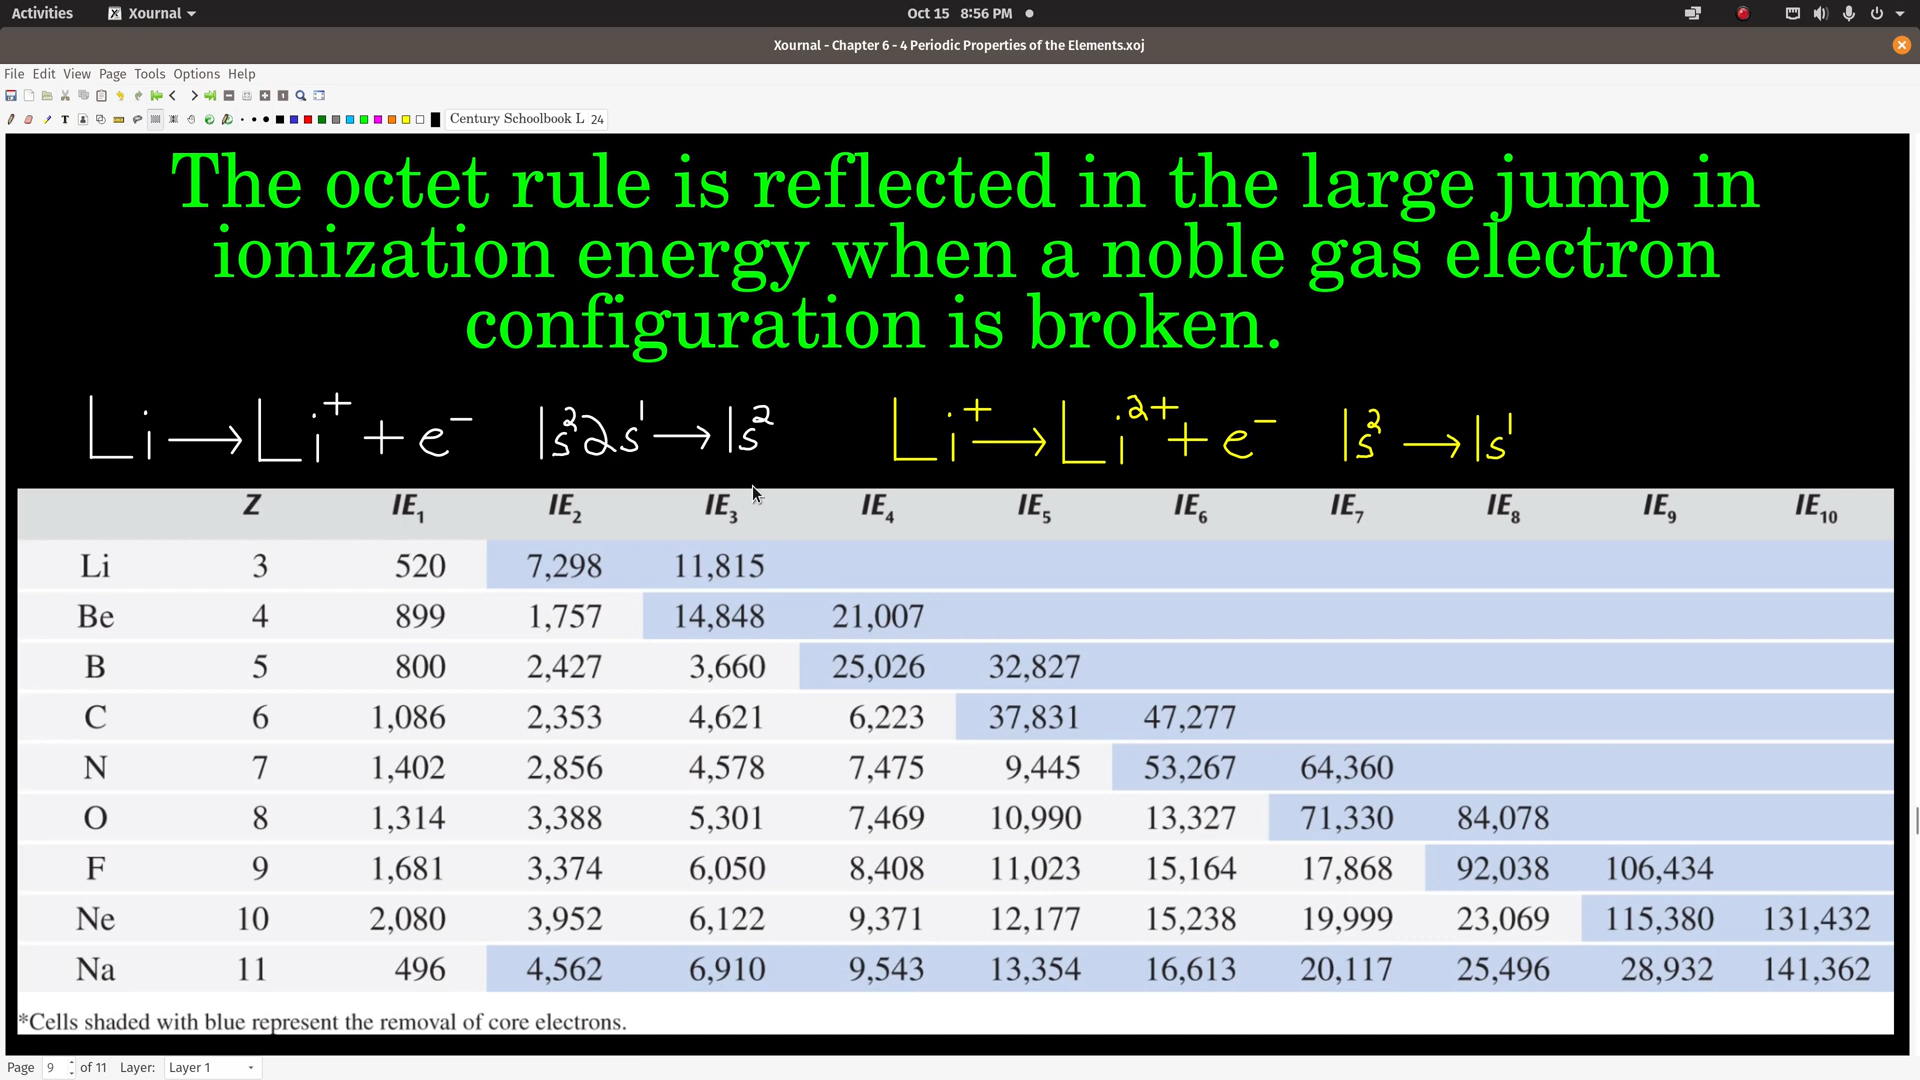 Activities Xournal Oct 15 8:56 PM
Xournal - Chapter 6 - 4 Periodic Properties of the Elements.xoj
File Edit View Page Tools Options Help
Century Schoolbook L 24
The octet rule is reflected in the large jump in
ionization energy when a noble gas electron
configuration is broken.
Li → Li⁺ + e⁻ 1s²2s¹ → 1s² Li⁺ → Li²⁺ + e⁻ 1s² → 1s¹
Z IE₁ IE₂ IE₃ IE₄ IE₅ IE₆ IE₇ IE₈ IE₉ IE₁₀
Li 3 520 7,298 11,815
Be 4 899 1,757 14,848 21,007
B 5 800 2,427 3,660 25,026 32,827
C 6 1,086 2,353 4,621 6,223 37,831 47,277
N 7 1,402 2,856 4,578 7,475 9,445 53,267 64,360
O 8 1,314 3,388 5,301 7,469 10,990 13,327 71,330 84,078
F 9 1,681 3,374 6,050 8,408 11,023 15,164 17,868 92,038 106,434
Ne 10 2,080 3,952 6,122 9,371 12,177 15,238 19,999 23,069 115,380 131,432
Na 11 496 4,562 6,910 9,543 13,354 16,613 20,117 25,496 28,932 141,362
*Cells shaded with blue represent the removal of core electrons.
Page 9 of 11 Layer: Layer 1